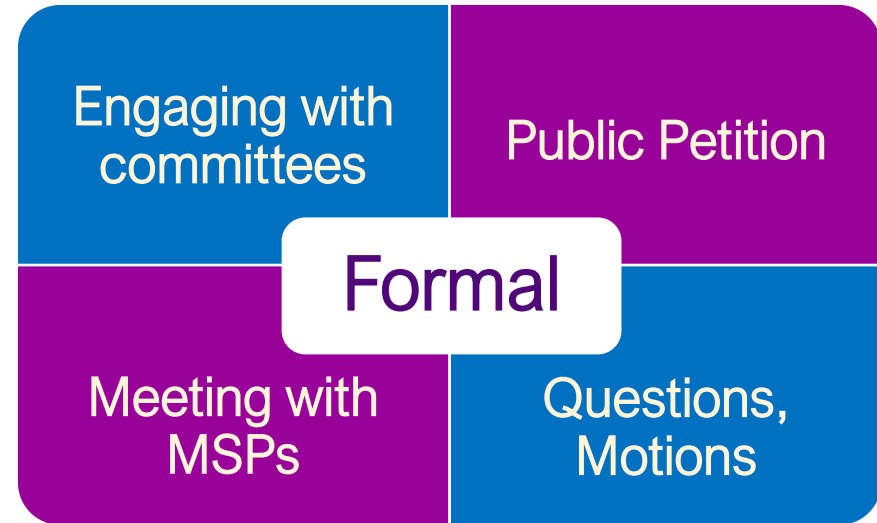 Engaging with
committees
Public Petition
Formal
Meeting with
MSPs
Questions,
Motions